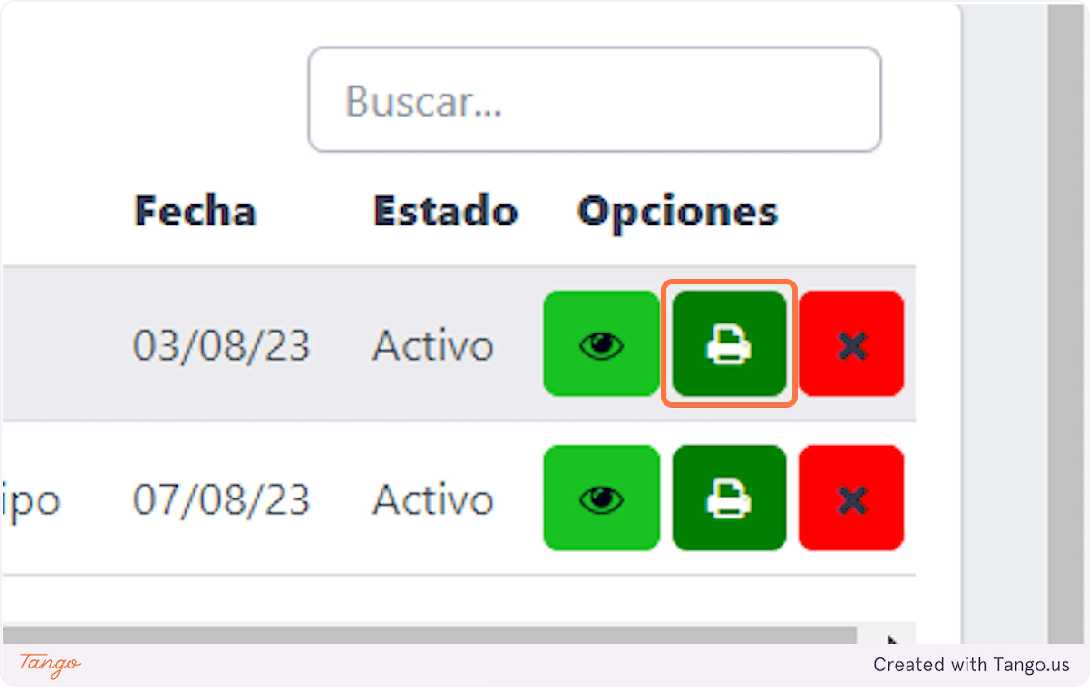 Buscar...
Fecha Estado Opciones
03/08/23 Activo
ipo 07/08/23 Activo
Tango Created with Tango.us